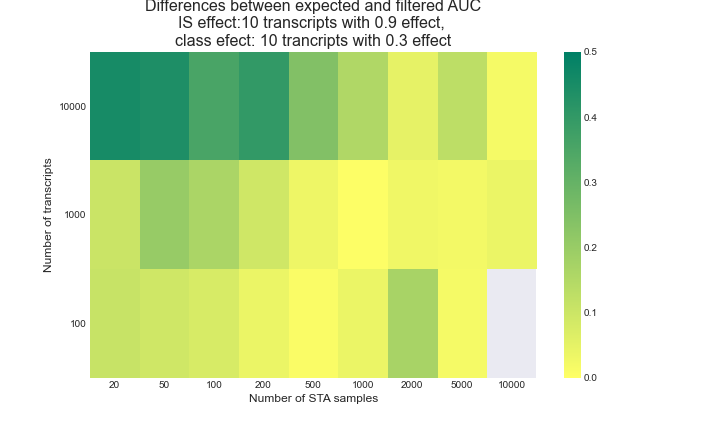 Differences between expected and filtered AUC
IS effect:10 transcripts with 0.9 effect,
class efect: 10 trancripts with 0.3 effect
Number of transcripts
10000
1000
100
20 50 100 200 500 1000 2000 5000 10000
Number of STA samples
0.5
0.4
0.3
0.2
0.1
0.0